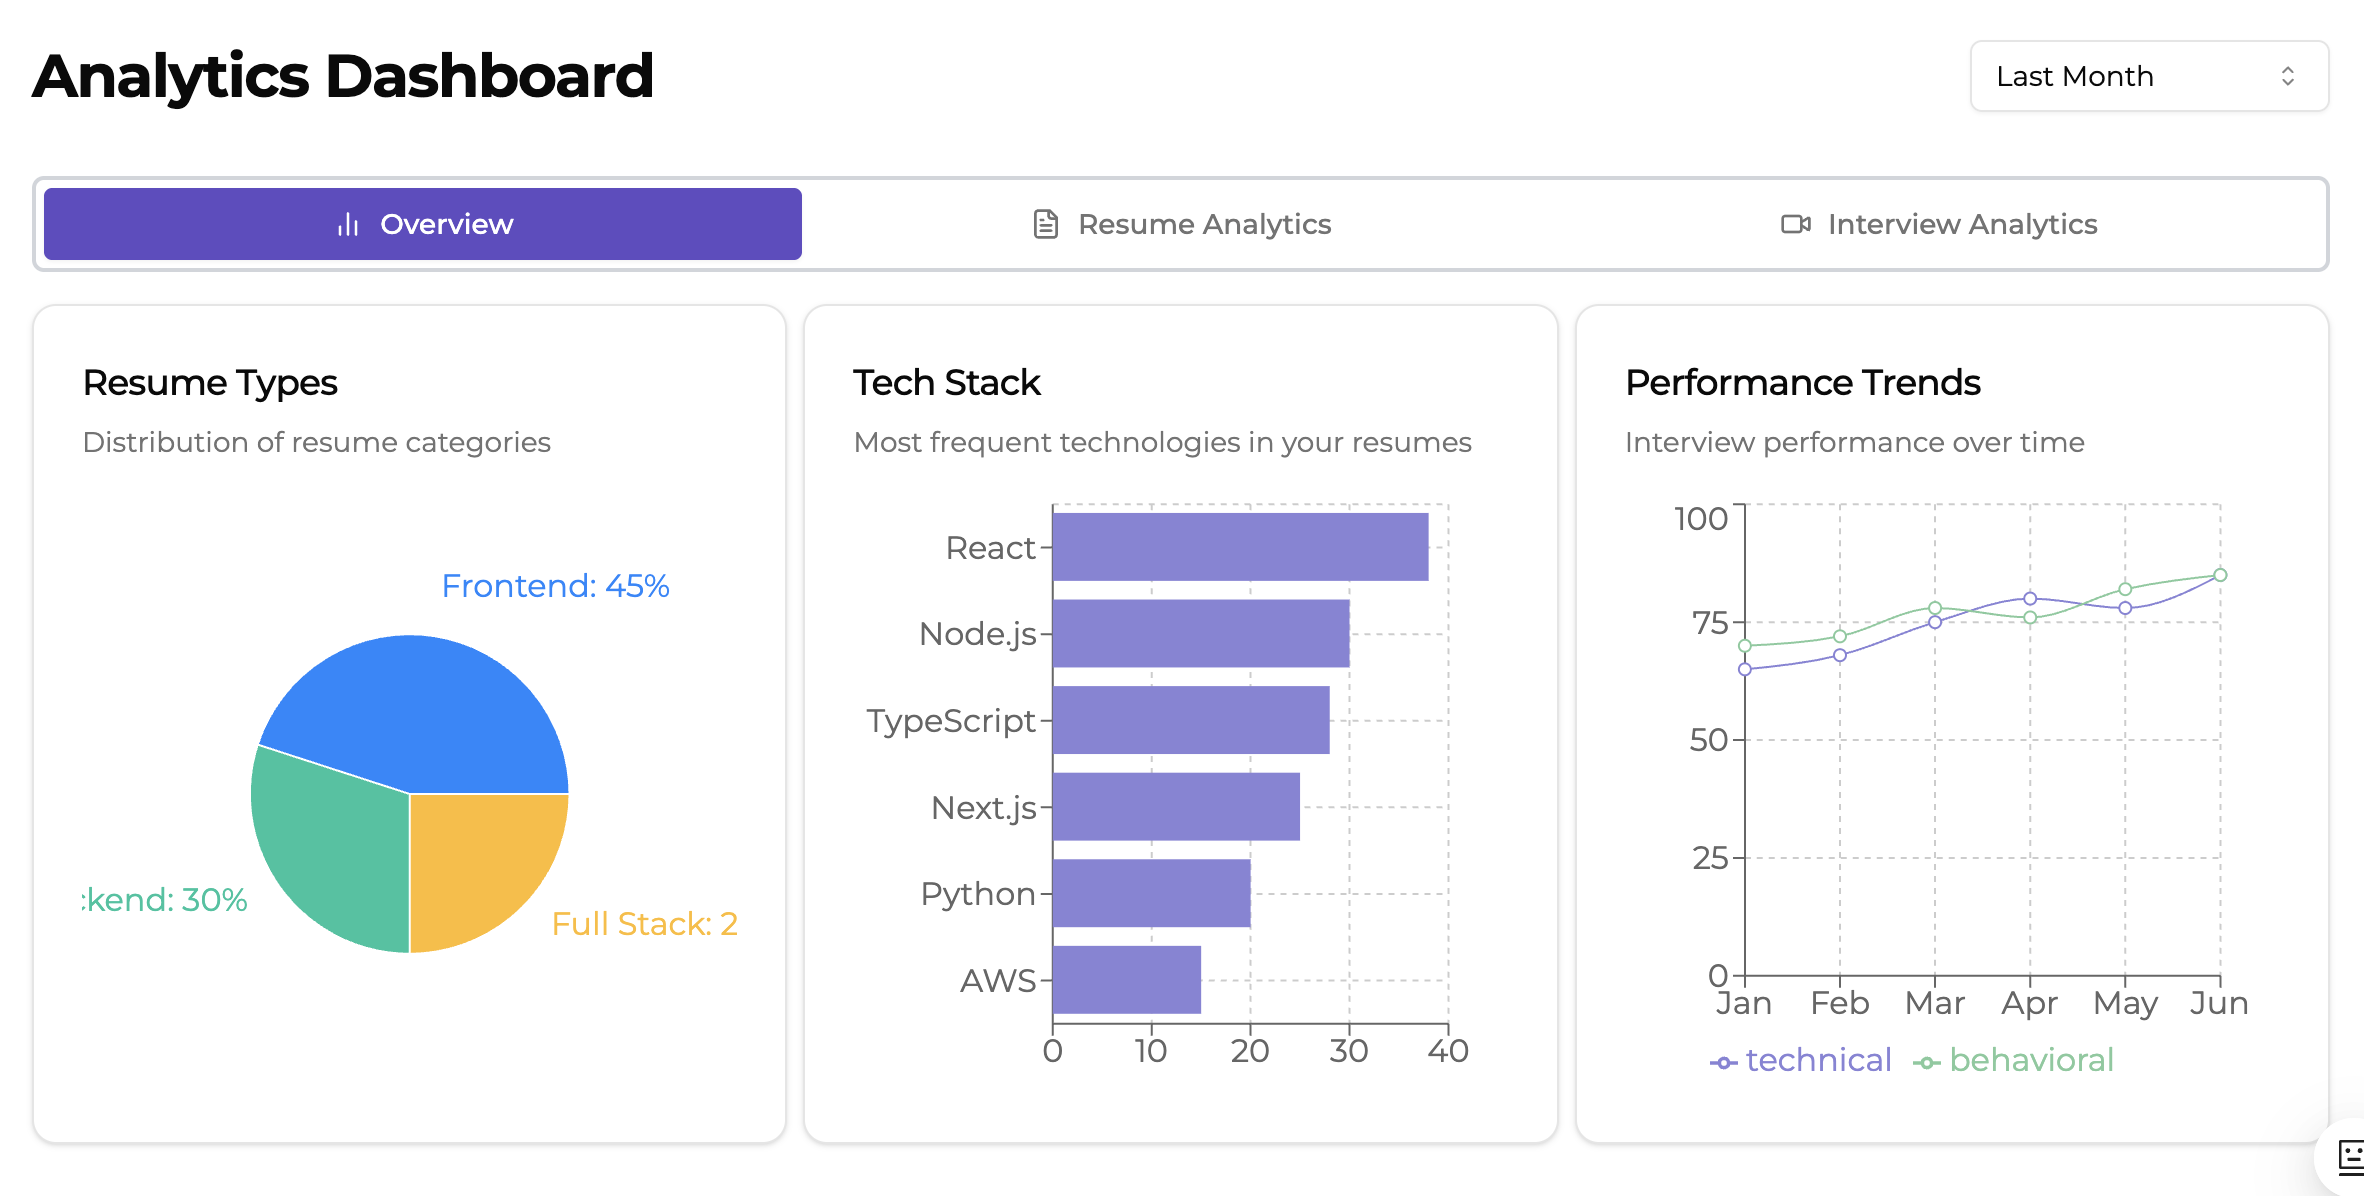 Analytics Dashboard
Last Month
Overview
Resume Analytics
Interview Analytics
Resume Types
Distribution of resume categories
Frontend: 45%
ckend: 30%
Full Stack: 2
Tech Stack
Most frequent technologies in your resumes
React
Node.js
TypeScript
Next.js
Python
AWS
0 10 20 30 40
Performance Trends
Interview performance over time
100
75
50
25
0
Jan Feb Mar Apr May Jun
technical behavioral